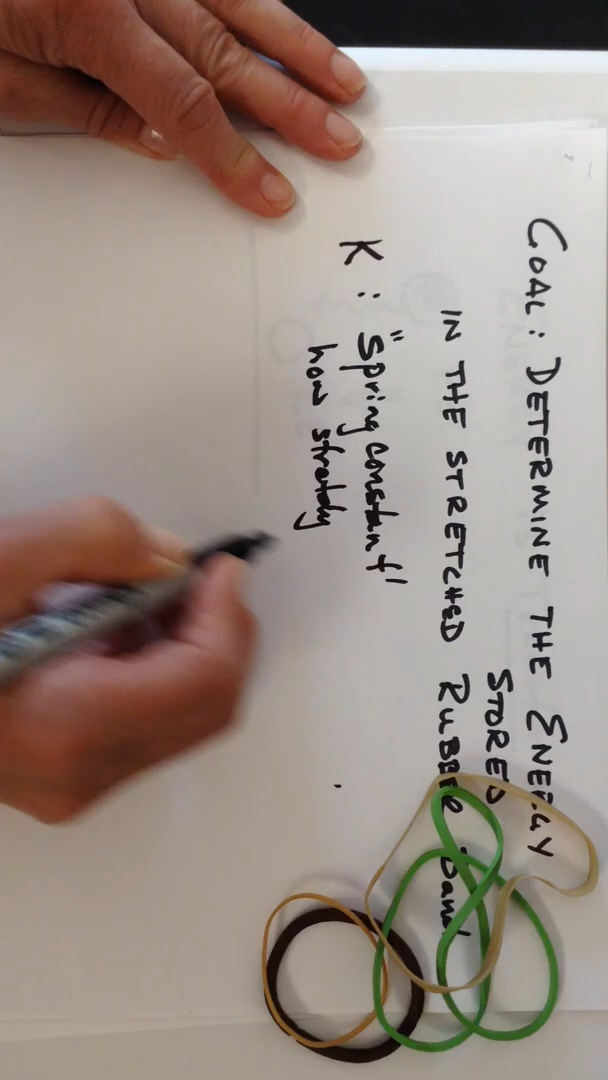 GOAL: DETERMINE THE ENERGY
STORED
IN THE STRETCHED RUBBER band
K : "Spring constant"
how stretchy